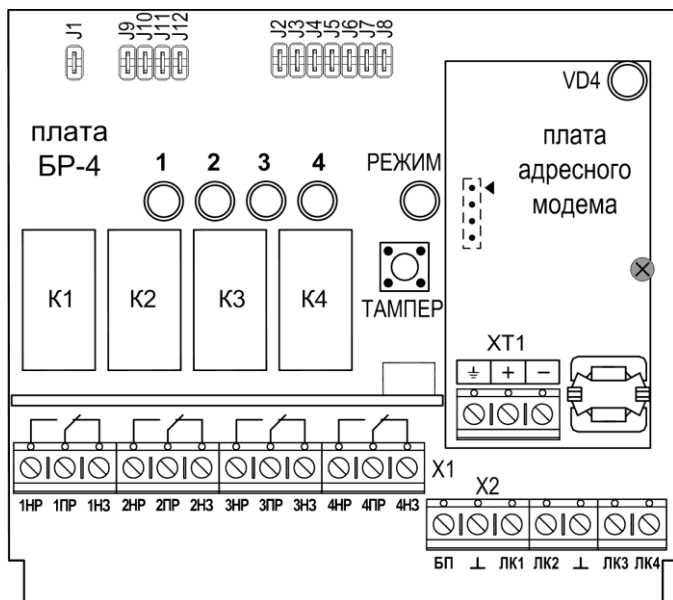 J1 J9 J10 J11 J12 J2 J3 J4 J5 J6 J7 J8
VD4
плата
БР-4
1 2 3 4 РЕЖИМ
плата
адресного
модема
К1 К2 К3 К4
ТАМПЕР
XT1
+ −
X1
1НР 1ПР 1НЗ 2НР 2ПР 2НЗ 3НР 3ПР 3НЗ 4НР 4ПР 4НЗ
X2
БП ⊥ ЛК1 ЛК2 ⊥ ЛК3 ЛК4